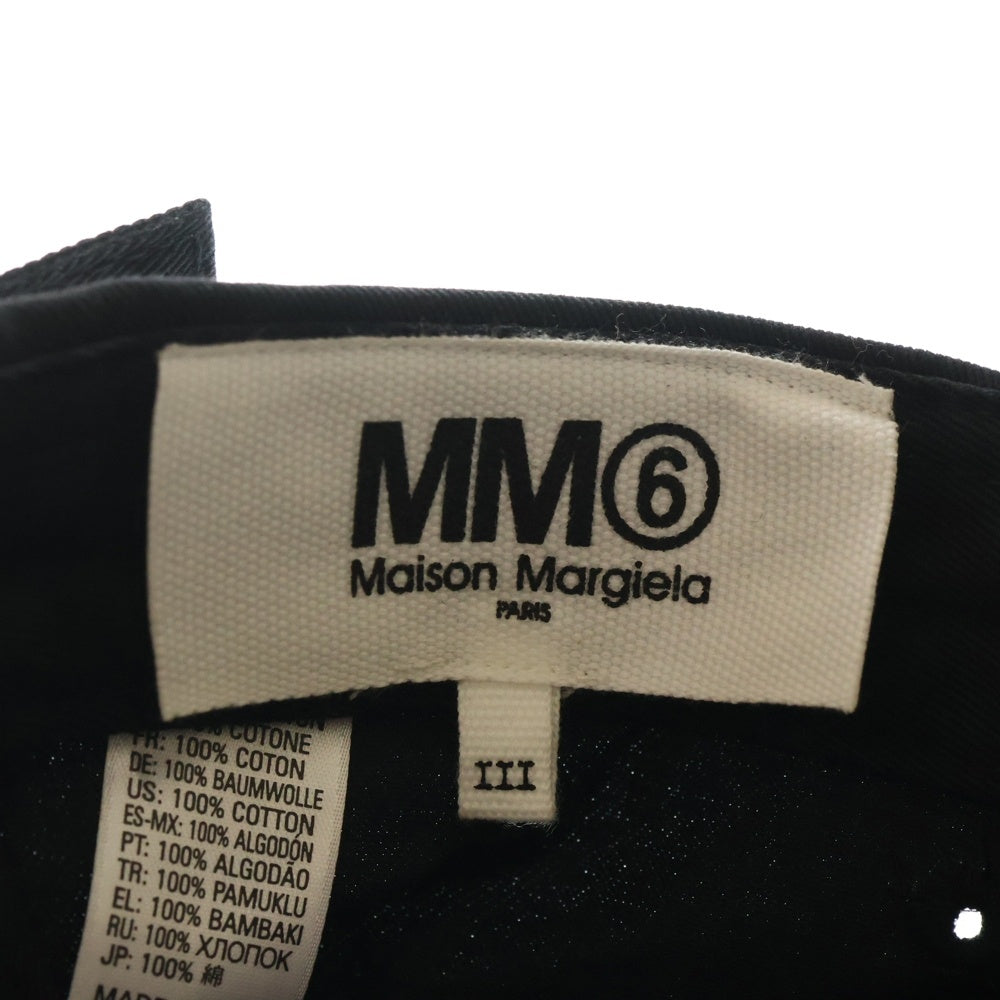 MM⑥
Maison Margiela
PARIS
III
COTONE
FR: 100% COTON
DE: 100% BAUMWOLLE
US: 100% COTTON
ES-MX: 100% ALGODÓN
PT: 100% ALGODÃO
TR: 100% PAMUKLU
EL: 100% BAMBAKI
RU: 100% ХЛОПОК
JP: 100% 綿